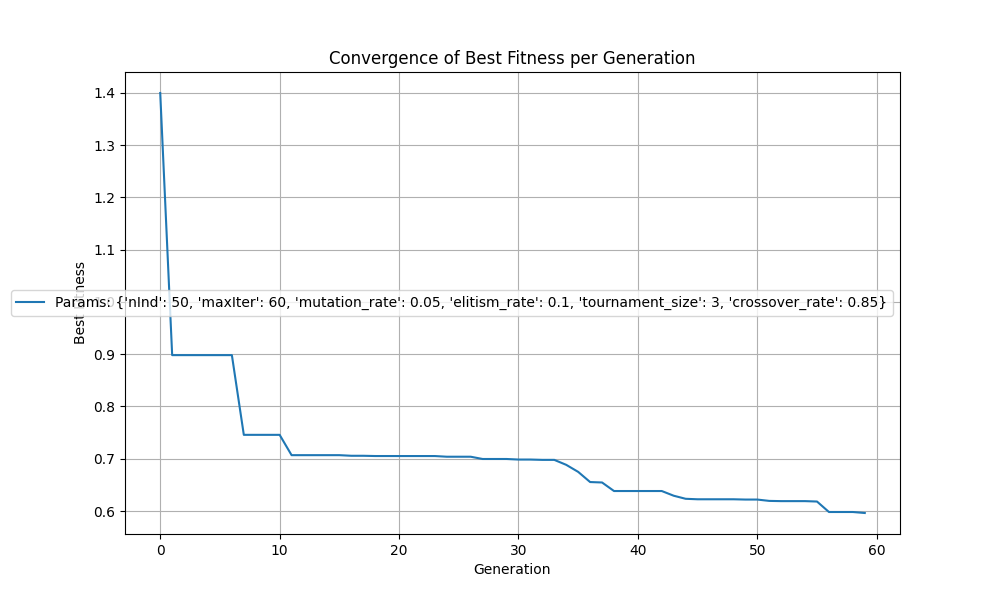 Convergence of Best Fitness per Generation
1.4
1.3
1.2
1.1
Params: {'nInd': 50, 'maxIter': 60, 'mutation_rate': 0.05, 'elitism_rate': 0.1, 'tournament_size': 3, 'crossover_rate': 0.85}
0.9
0.8
0.7
0.6
Best
0 10 20 30 40 50 60
Generation